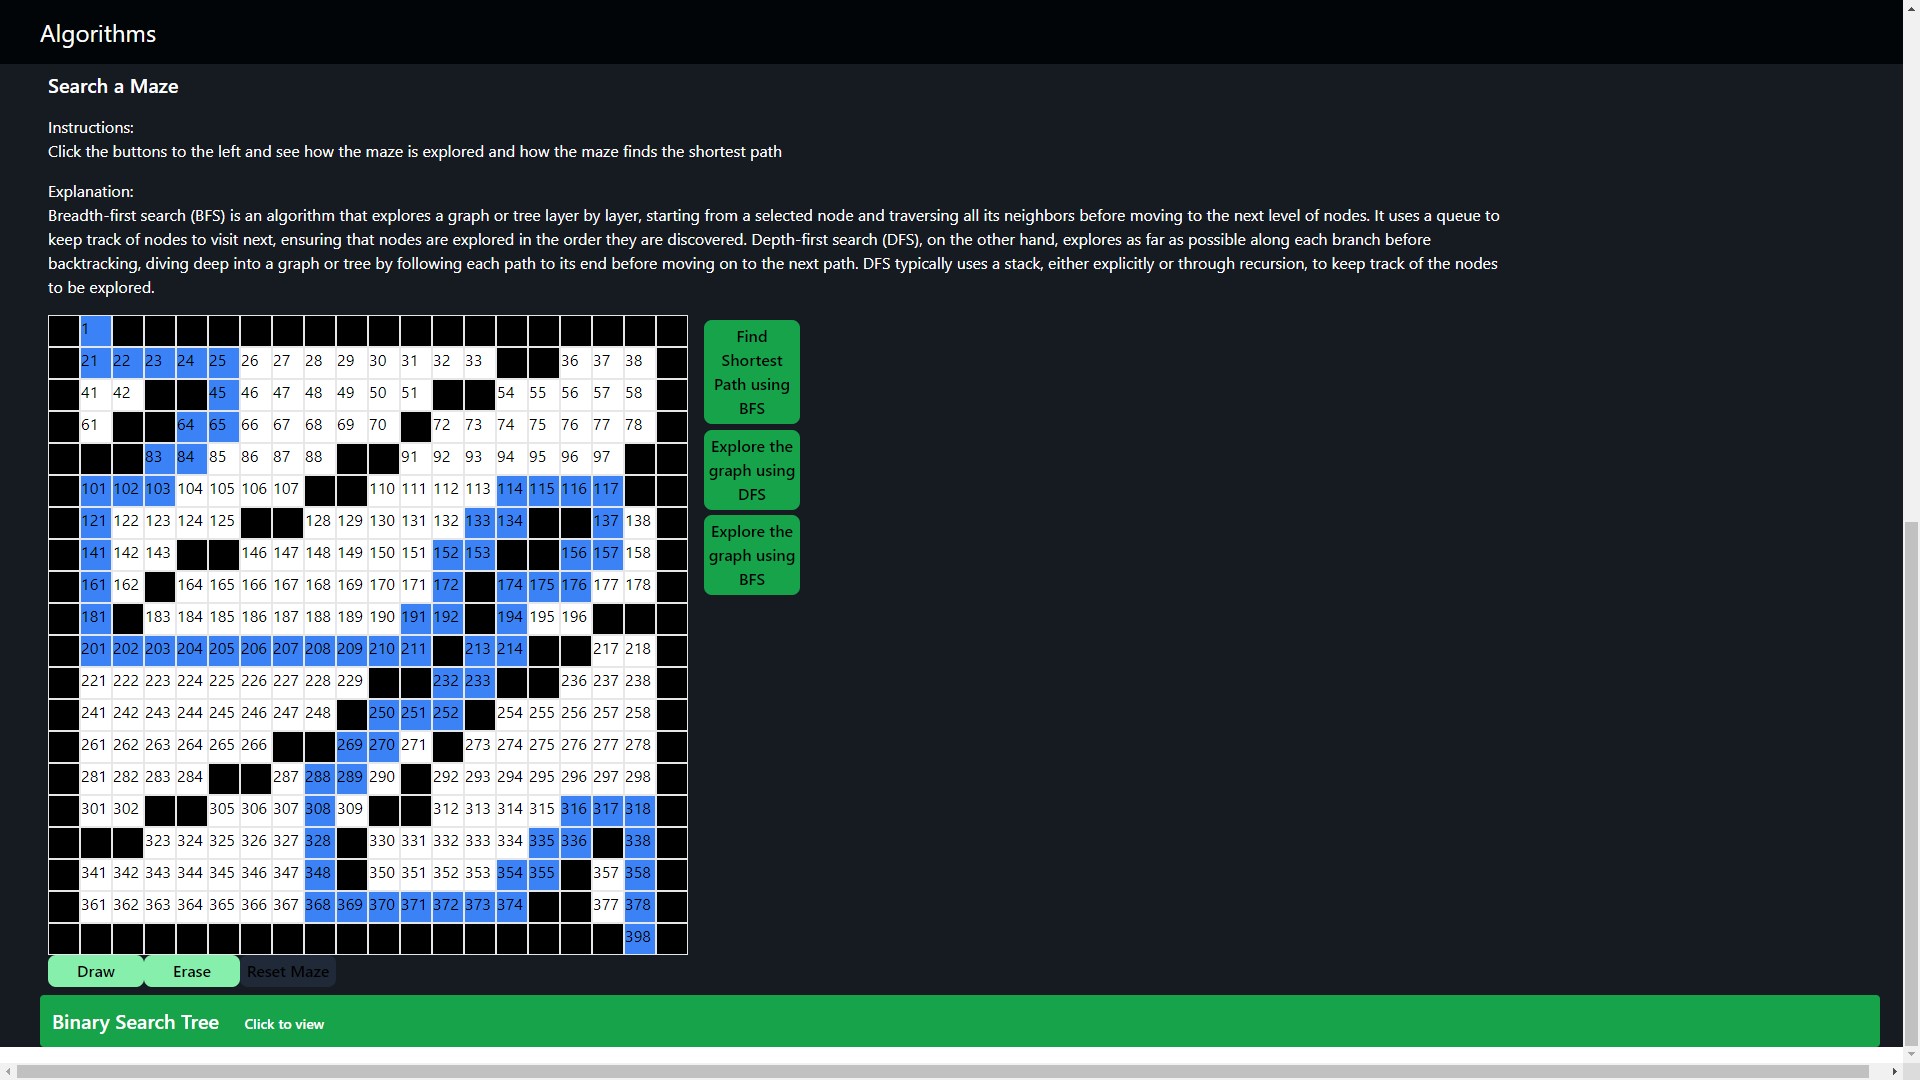 Algorithms
Search a Maze
Instructions:
Click the buttons to the left and see how the maze is explored and how the maze finds the shortest path
Explanation:
Breadth-first search (BFS) is an algorithm that explores a graph or tree layer by layer, starting from a selected node and traversing all its neighbors before moving to the next level of nodes. It uses a queue to
keep track of nodes to visit next, ensuring that nodes are explored in the order they are discovered. Depth-first search (DFS), on the other hand, explores as far as possible along each branch before
backtracking, diving deep into a graph or tree by following each path to its end before moving on to the next path. DFS typically uses a stack, either explicitly or through recursion, to keep track of the nodes
to be explored.
1
21 22 23 24 25 26 27 28 29 30 31 32 33 36 37 38
41 42 45 46 47 48 49 50 51 54 55 56 57 58
61 64 65 66 67 68 69 70 72 73 74 75 76 77 78
83 84 85 86 87 88 91 92 93 94 95 96 97
101 102 103 104 105 106 107 110 111 112 113 114 115 116 117
121 122 123 124 125 128 129 130 131 132 133 134 137 138
141 142 143 146 147 148 149 150 151 152 153 156 157 158
161 162 164 165 166 167 168 169 170 171 172 174 175 176 177 178
181 183 184 185 186 187 188 189 190 191 192 194 195 196
201 202 203 204 205 206 207 208 209 210 211 213 214 217 218
221 222 223 224 225 226 227 228 229 232 233 236 237 238
241 242 243 244 245 246 247 248 250 251 252 254 255 256 257 258
261 262 263 264 265 266 269 270 271 273 274 275 276 277 278
281 282 283 284 287 288 289 290 292 293 294 295 296 297 298
301 302 305 306 307 308 309 312 313 314 315 316 317 318
323 324 325 326 327 328 330 331 332 333 334 335 336 338
341 342 343 344 345 346 347 348 350 351 352 353 354 355 357 358
361 362 363 364 365 366 367 368 369 370 371 372 373 374 377 378
398
Find
Shortest
Path using
BFS
Explore the
graph using
DFS
Explore the
graph using
BFS
Draw Erase Reset Maze
Binary Search Tree Click to view